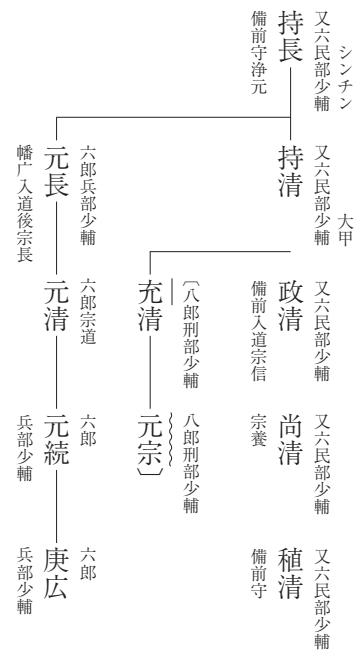 シンチン
又六民部少輔
持長
備前守浄元
大甲
又六民部少輔
持清
又六民部少輔
政清
備前入道宗信
又六民部少輔
尚清
宗養
又六民部少輔
稙清
備前守
〔八郎刑部少輔
充清
八郎刑部少輔
元宗〕
六郎兵部少輔
元長
幡广入道後宗長
六郎宗道
元清
六郎
元続
兵部少輔
六郎
庚広
兵部少輔